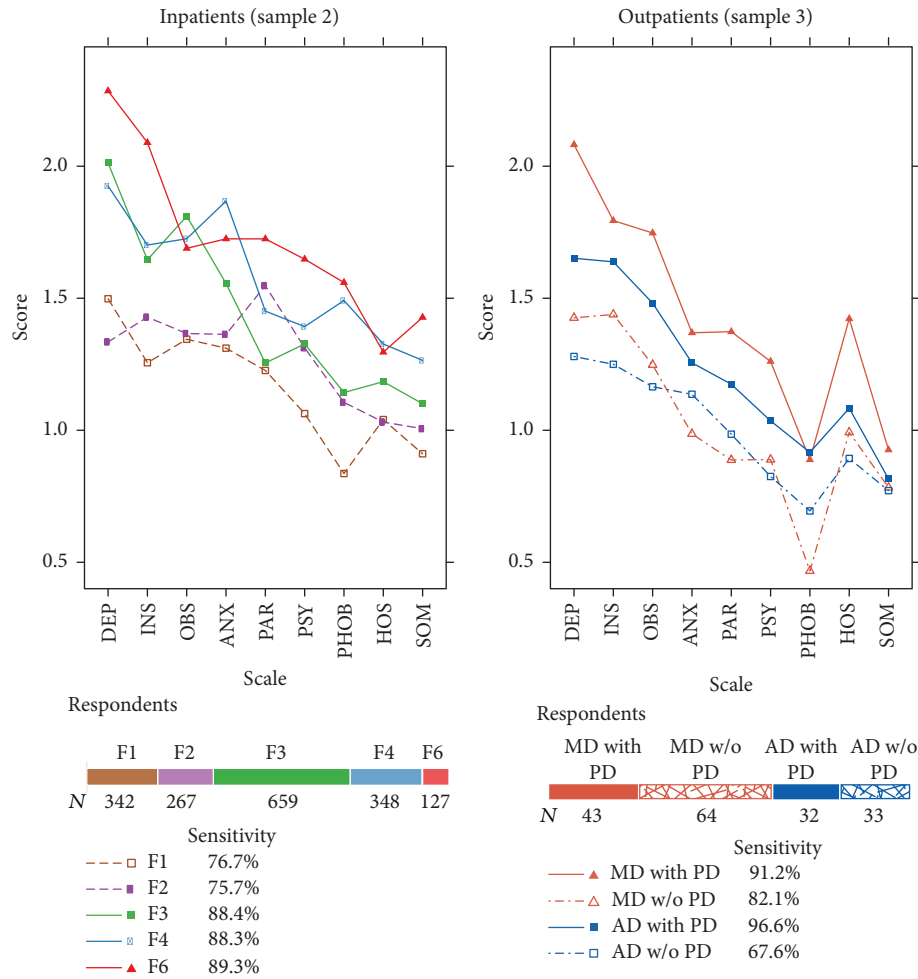 Inpatients (sample 2)
Score
2.0
1.5
1.0
0.5
DEP
INS
OBS
ANX
PAR
PSY
PHOB
HOS
SOM
Scale
Respondents
F1 F2 F3 F4 F6
N 342 267 659 348 127
Sensitivity
F1 76.7%
F2 75.7%
F3 88.4%
F4 88.3%
F6 89.3%
Outpatients (sample 3)
Score
2.0
1.5
1.0
0.5
DEP
INS
OBS
ANX
PAR
PSY
PHOB
HOS
SOM
Scale
Respondents
MD with MD w/o AD with AD w/o
PD PD PD PD
N 43 64 32 33
Sensitivity
MD with PD 91.2%
MD w/o PD 82.1%
AD with PD 96.6%
AD w/o PD 67.6%